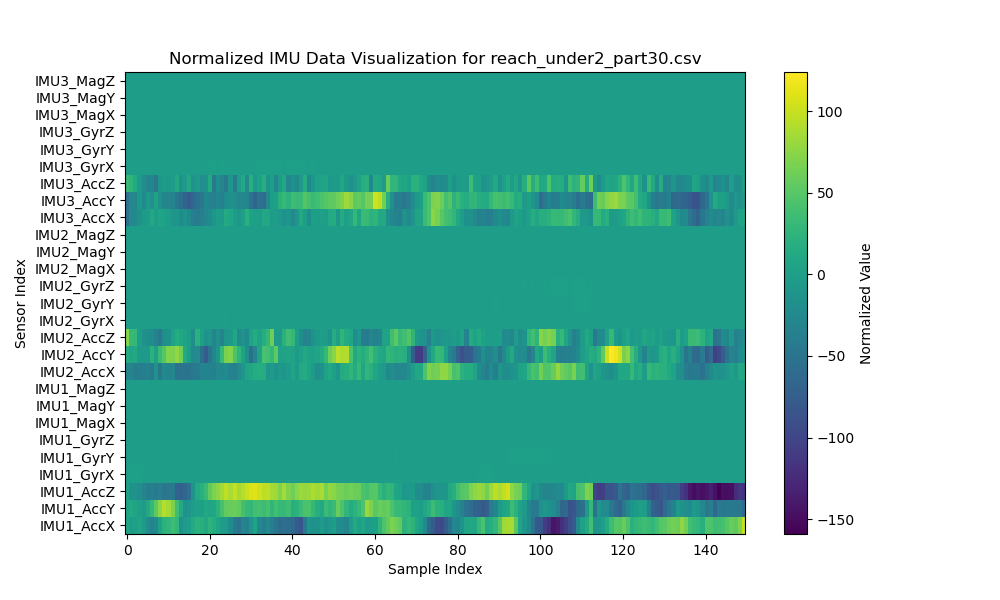 Normalized IMU Data Visualization for reach_under2_part30.csv
Sensor Index
IMU3_MagZ
IMU3_MagY
IMU3_MagX
IMU3_GyrZ
IMU3_GyrY
IMU3_GyrX
IMU3_AccZ
IMU3_AccY
IMU3_AccX
IMU2_MagZ
IMU2_MagY
IMU2_MagX
IMU2_GyrZ
IMU2_GyrY
IMU2_GyrX
IMU2_AccZ
IMU2_AccY
IMU2_AccX
IMU1_MagZ
IMU1_MagY
IMU1_MagX
IMU1_GyrZ
IMU1_GyrY
IMU1_GyrX
IMU1_AccZ
IMU1_AccY
IMU1_AccX
0 20 40 60 80 100 120 140
Sample Index
100
50
0
−50
−100
−150
Normalized Value